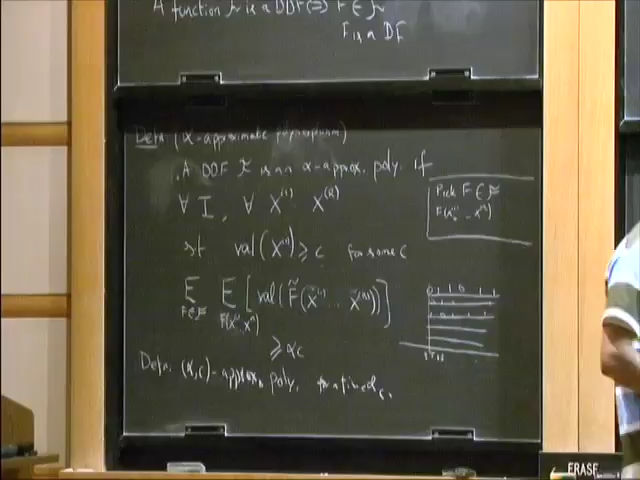 A function F is a DDF ⟺ F ∈ F
F is a DF
Defn (α-approximate polymorphism)
A DDF F is an α-approx. poly. if
∀ I, ∀ X^(1) X^(k)
st val(X^(i)) ≥ c for some c
E E [val(F̃(X^(1) ... X^(k)))]
F∈F
≥ αc
Defn. (α,c)-approx. poly. for a fixed c.
Pick F ∈ F
ERASE